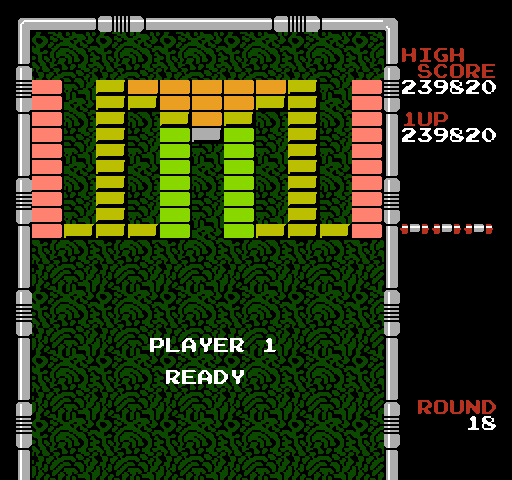 HIGH
SCORE
239820
1UP
239820
PLAYER 1
READY
ROUND
18